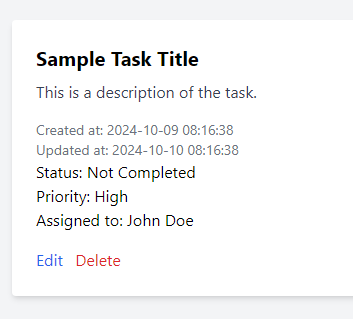 Sample Task Title
This is a description of the task.
Created at: 2024-10-09 08:16:38
Updated at: 2024-10-10 08:16:38
Status: Not Completed
Priority: High
Assigned to: John Doe
Edit Delete